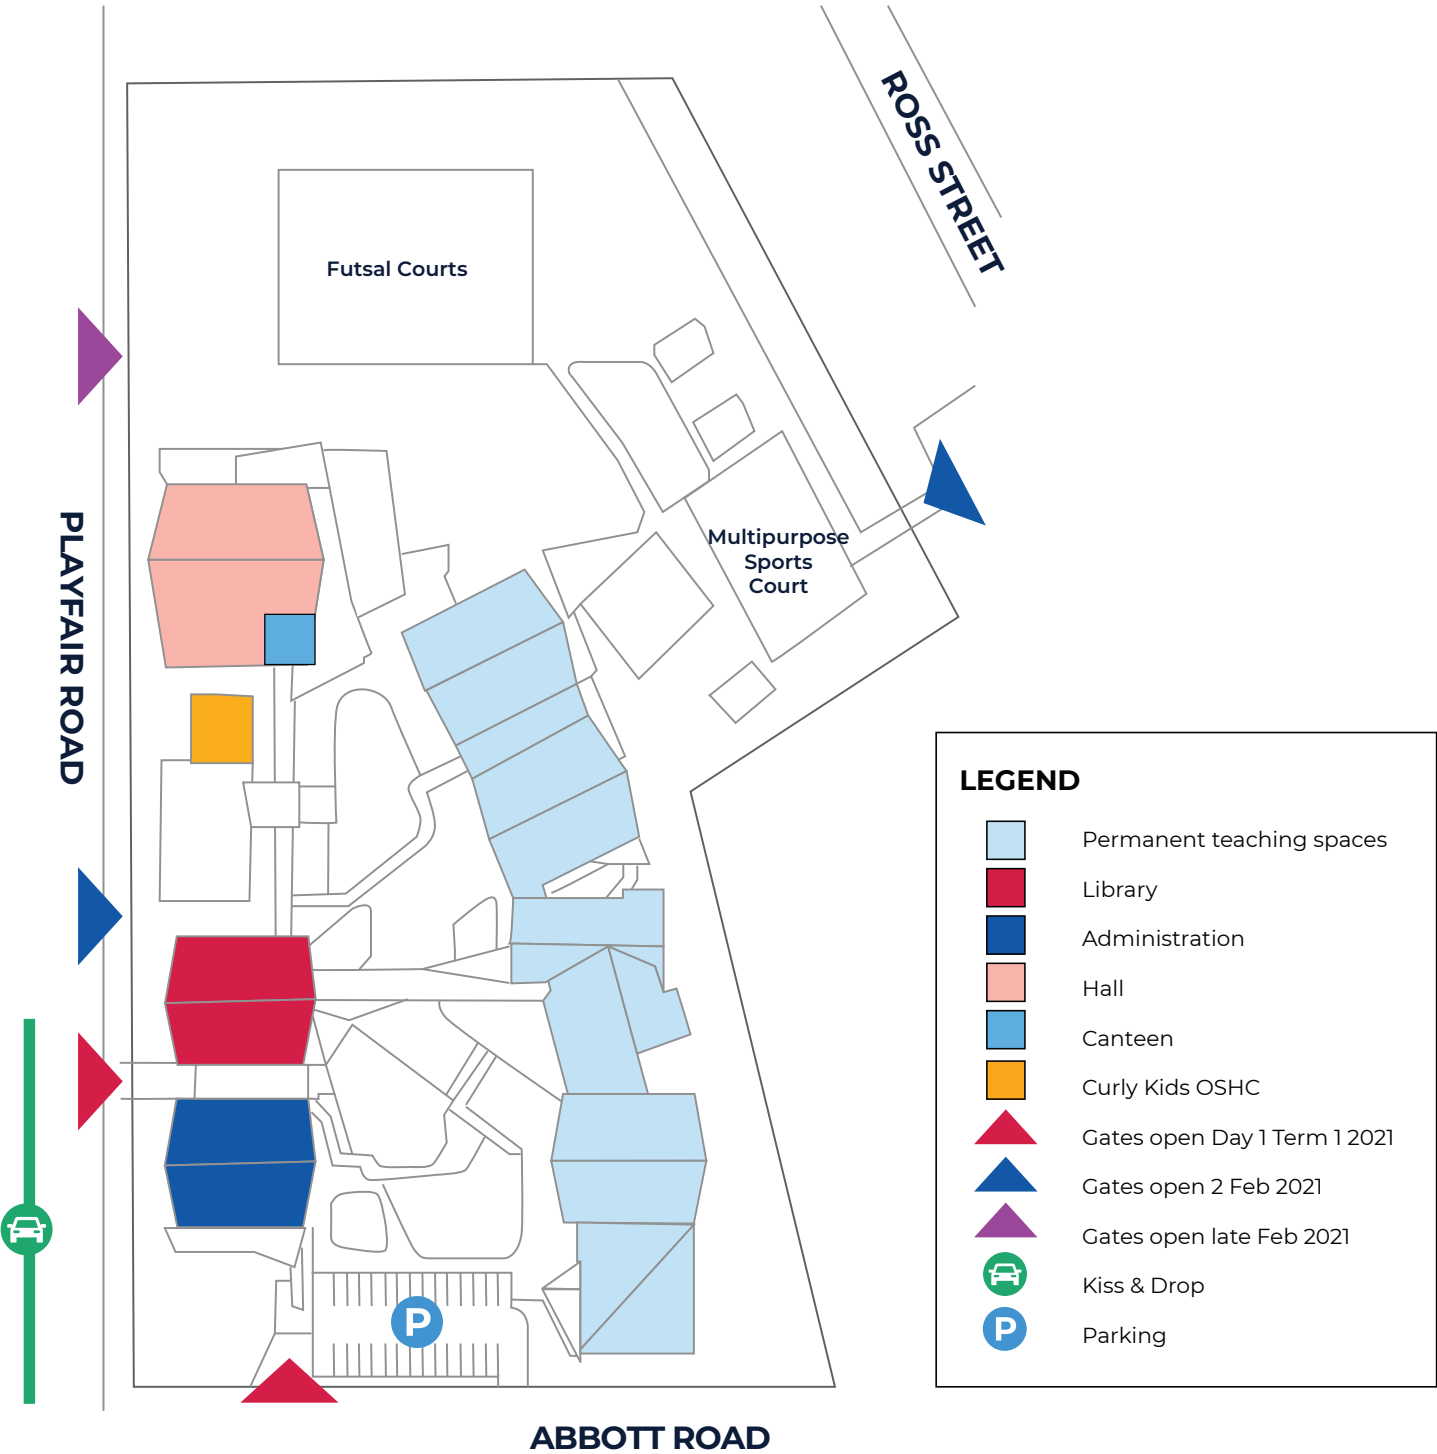 ROSS STREET
Futsal Courts
Multipurpose
Sports
Court
PLAYFAIR ROAD
LEGEND
Permanent teaching spaces
Library
Administration
Hall
Canteen
Curly Kids OSHC
Gates open Day 1 Term 1 2021
Gates open 2 Feb 2021
Gates open late Feb 2021
Kiss & Drop
P
Parking
P
ABBOTT ROAD